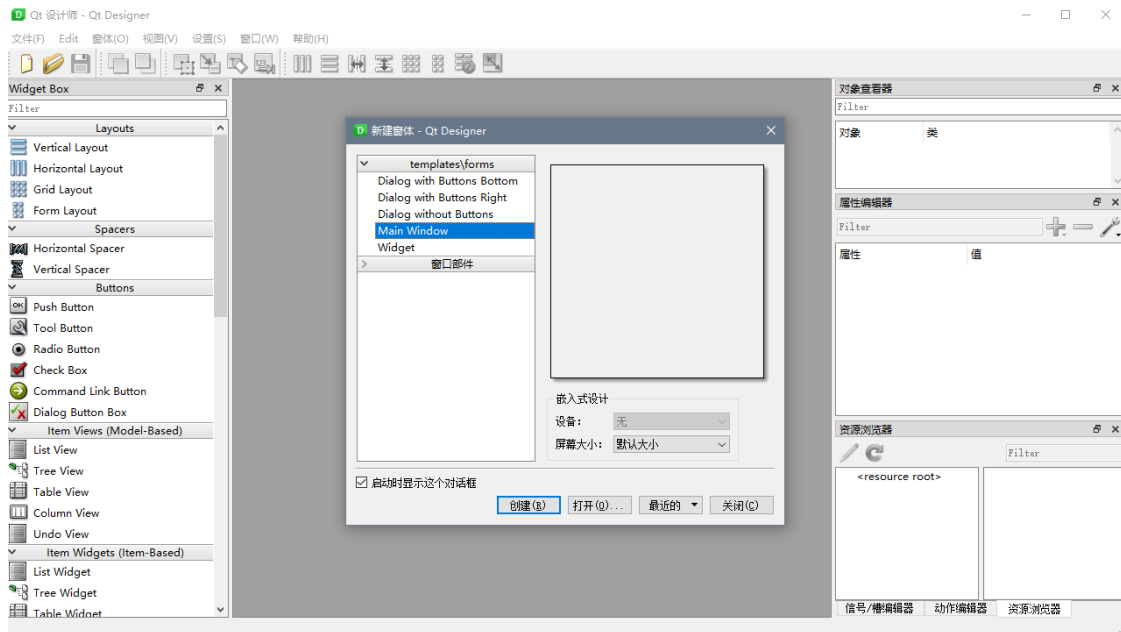 Qt 设计师 - Qt Designer
文件(F) Edit 窗体(O) 视图(V) 设置(S) 窗口(W) 帮助(H)
Widget Box
Filter
Layouts
Vertical Layout
Horizontal Layout
Grid Layout
Form Layout
Spacers
Horizontal Spacer
Vertical Spacer
Buttons
Push Button
Tool Button
Radio Button
Check Box
Command Link Button
Dialog Button Box
Item Views (Model-Based)
List View
Tree View
Table View
Column View
Undo View
Item Widgets (Item-Based)
List Widget
Tree Widget
Table Widget
新建窗体 - Qt Designer
templates\forms
Dialog with Buttons Bottom
Dialog with Buttons Right
Dialog without Buttons
Main Window
Widget
窗口部件
嵌入式设计
设备: 无
屏幕大小: 默认大小
启动时显示这个对话框
创建(R) 打开(O)... 最近的 关闭(C)
对象查看器
Filter
对象 类
属性编辑器
Filter
属性 值
资源浏览器
Filter
<resource root>
信号/槽编辑器 动作编辑器 资源浏览器